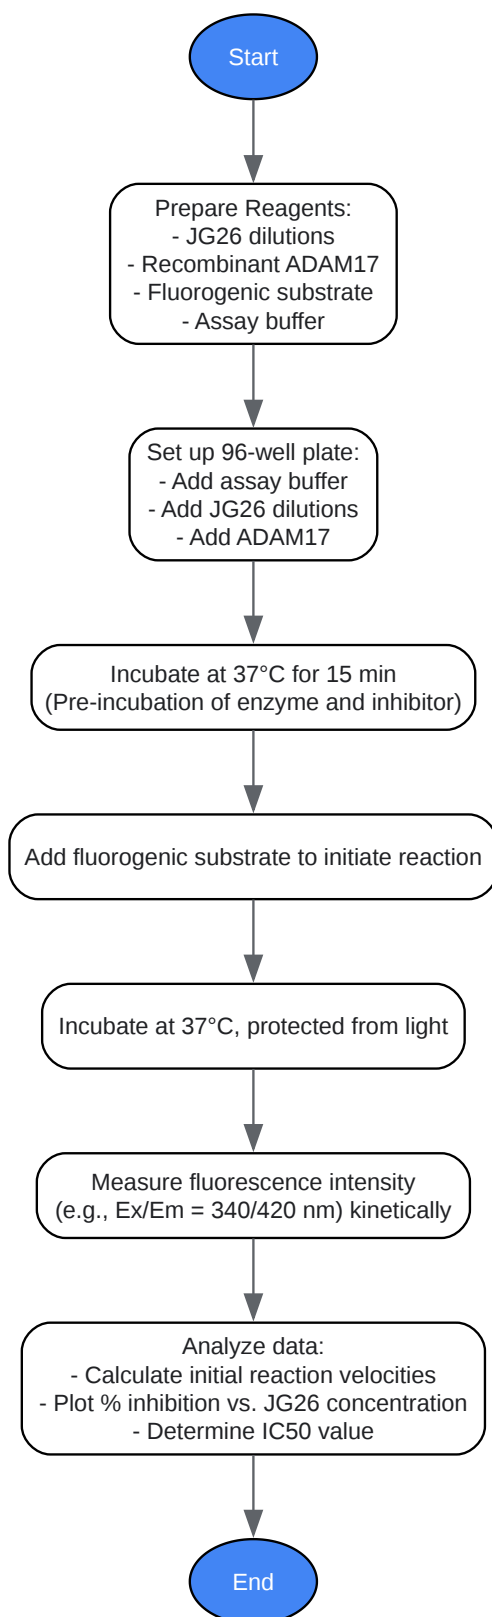 Start
Prepare Reagents:
- JG26 dilutions
- Recombinant ADAM17
- Fluorogenic substrate
- Assay buffer
Set up 96-well plate:
- Add assay buffer
- Add JG26 dilutions
- Add ADAM17
Incubate at 37°C for 15 min
(Pre-incubation of enzyme and inhibitor)
Add fluorogenic substrate to initiate reaction
Incubate at 37°C, protected from light
Measure fluorescence intensity
(e.g., Ex/Em = 340/420 nm) kinetically
Analyze data:
- Calculate initial reaction velocities
- Plot % inhibition vs. JG26 concentration
- Determine IC50 value
End